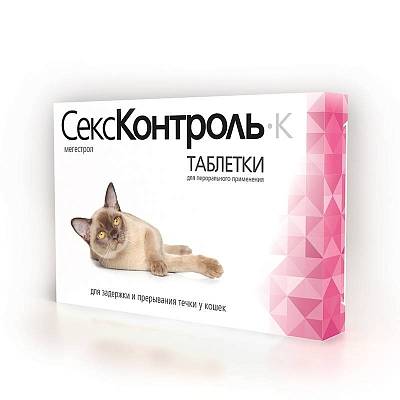 СексКонтроль·К
мегестрол
ТАБЛЕТКИ
для перорального применения
для задержки и прерывания течки у кошек